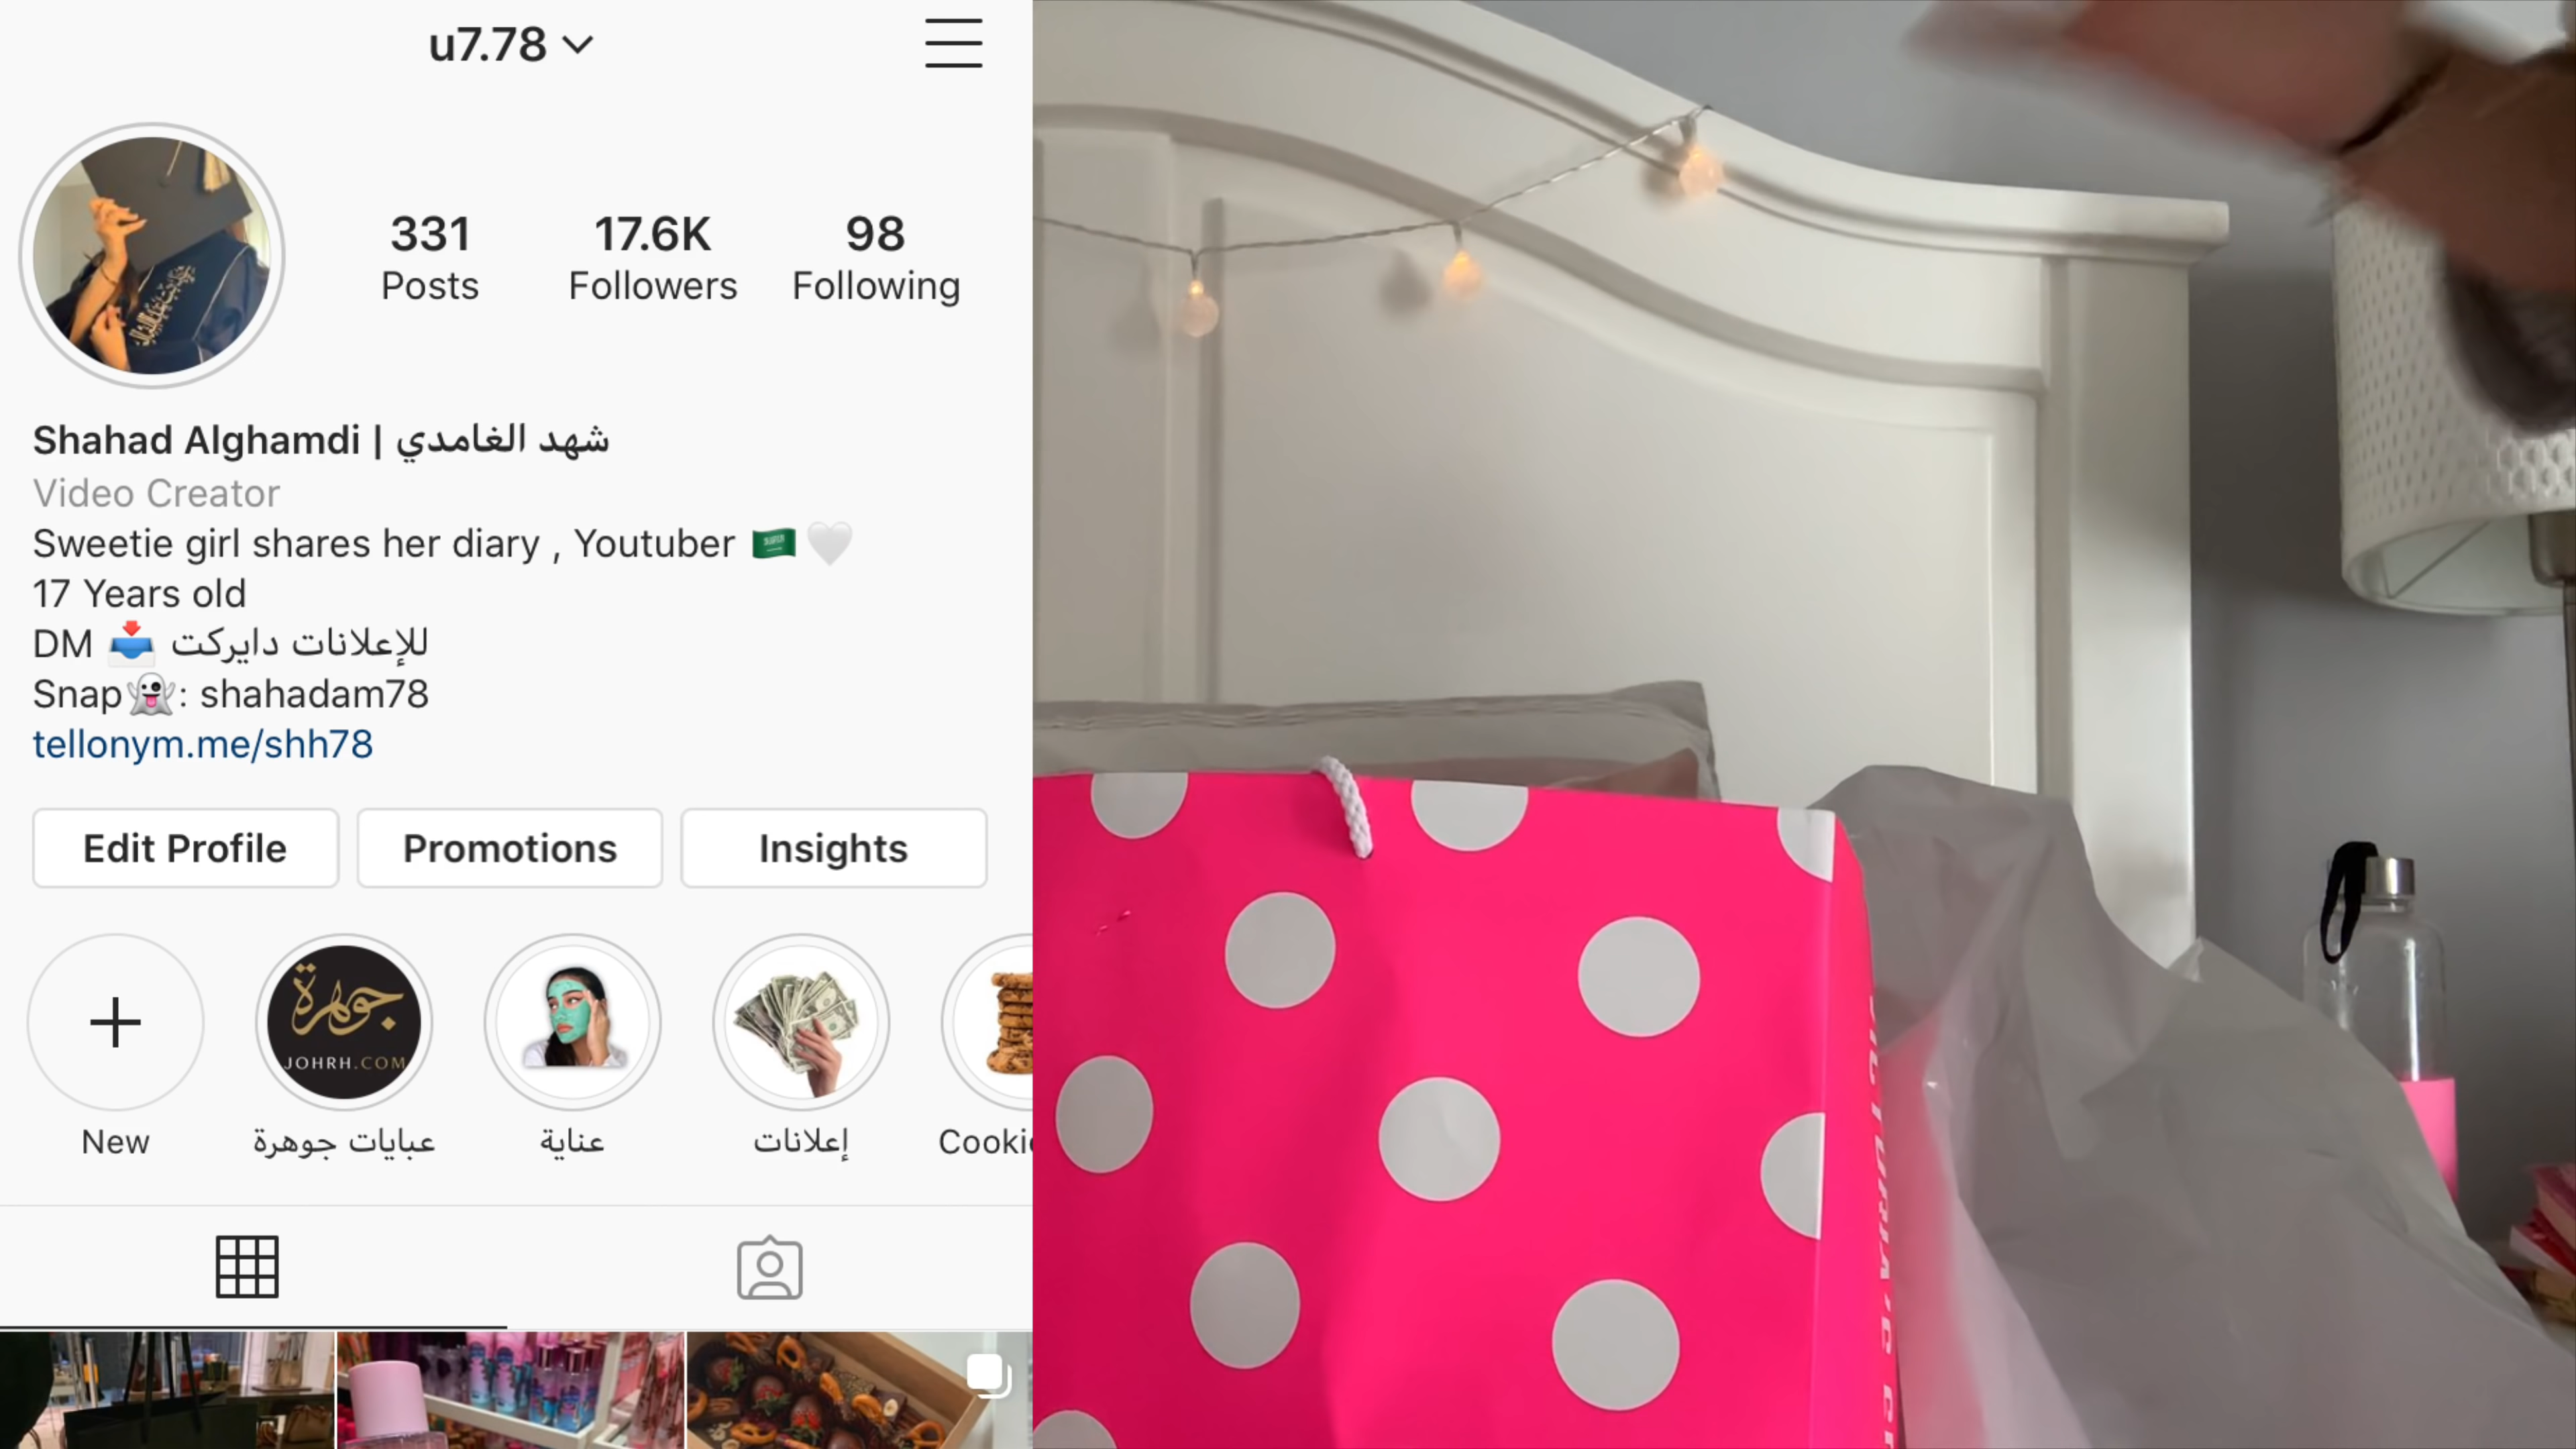 u7.78
331
17.6K
98
Posts
Followers
Following
Shahad Alghamdi | شهد الغامدي
Video Creator
Sweetie girl shares her diary , Youtuber 🇸🇦🤍
17 Years old
DM 📥 للإعلانات دايركت
Snap👻: shahadam78
tellonym.me/shh78
Edit Profile
Promotions
Insights
جوهرة
JOHRH.COM
New
عبايات جوهرة
عناية
إعلانات
Cookie